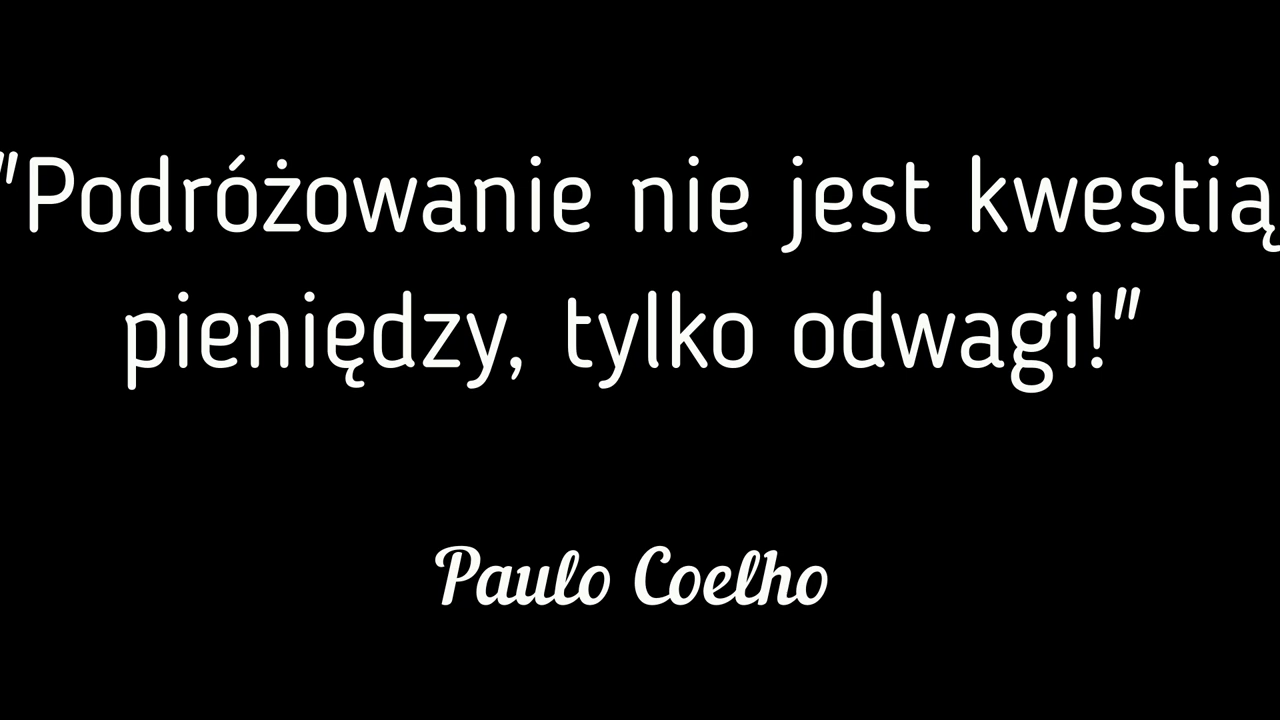 "Podróżowanie nie jest kwestią
pieniędzy, tylko odwagi!"
Paulo Coelho